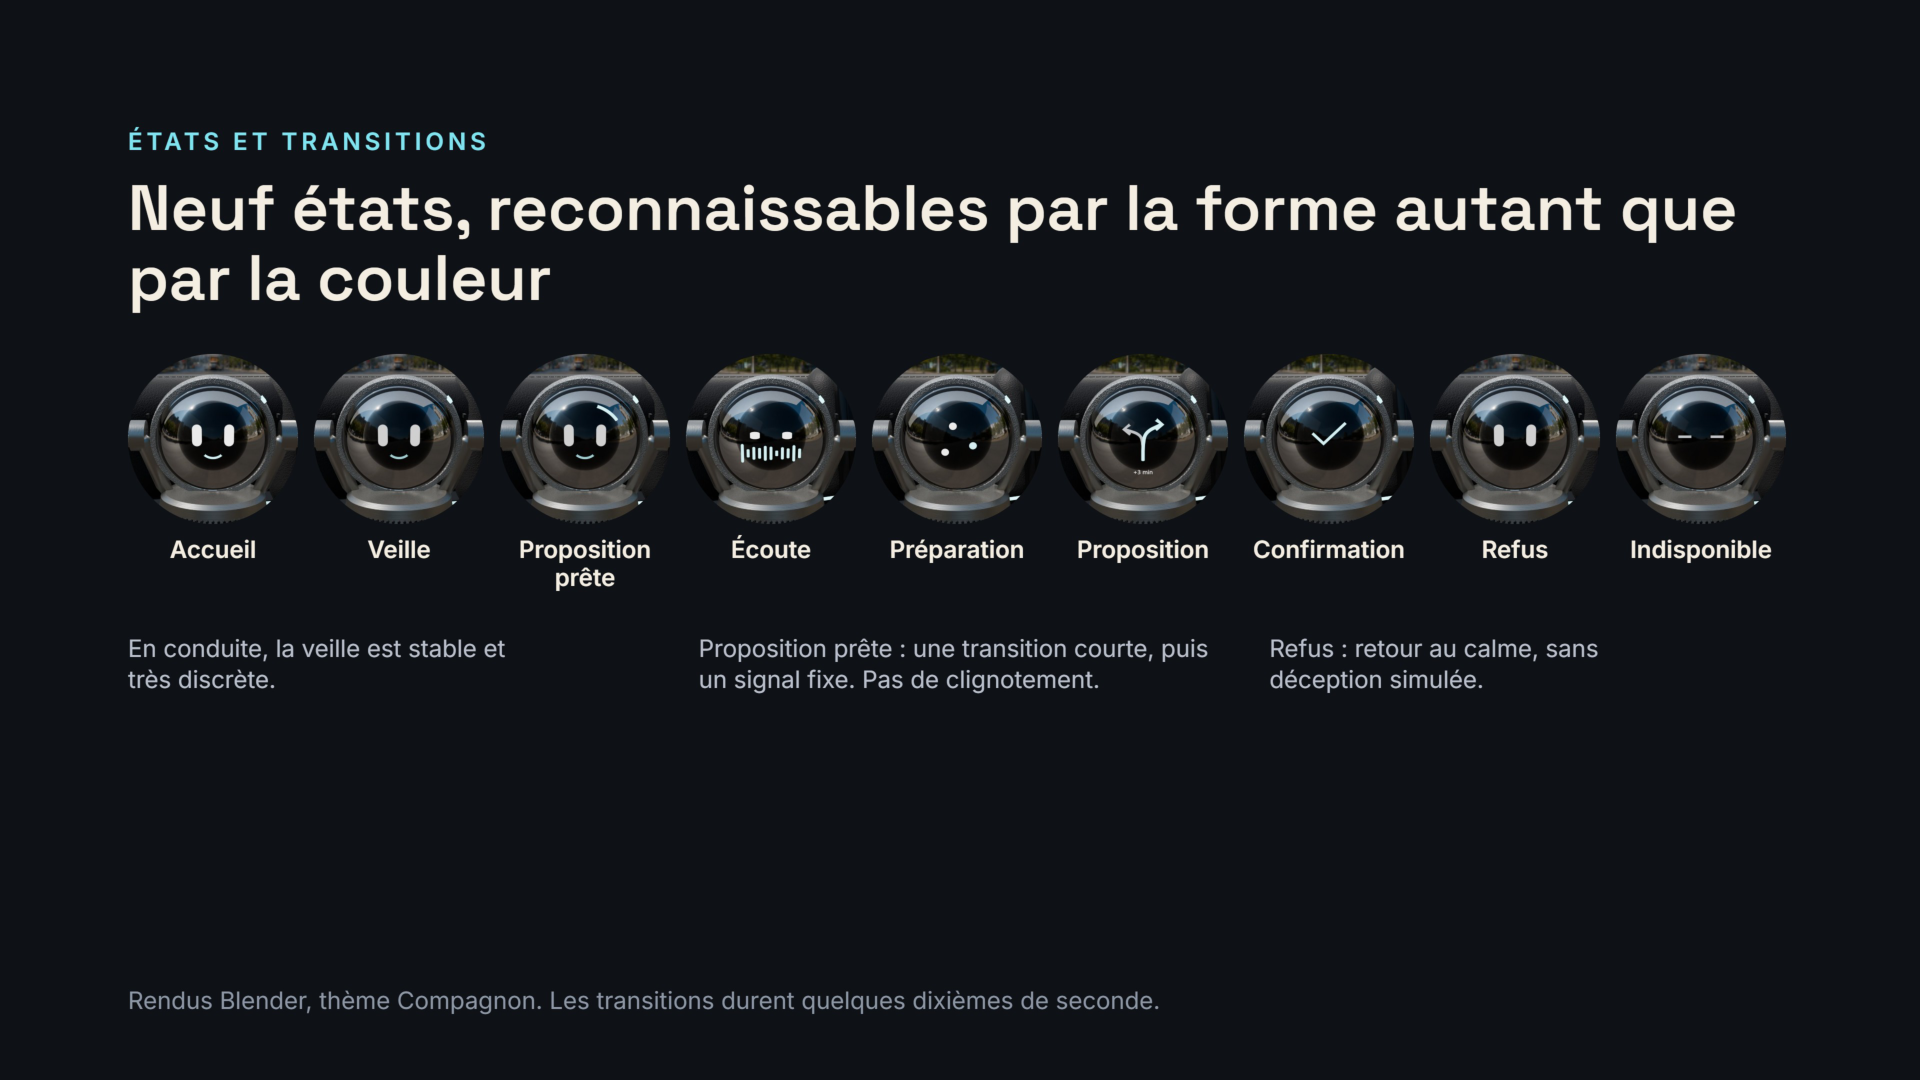 ÉTATS ET TRANSITIONS
Neuf états, reconnaissables par la forme autant que
par la couleur
+3 min
Accueil
Veille
Proposition
prête
Écoute
Préparation
Proposition
Confirmation
Refus
Indisponible
En conduite, la veille est stable et
très discrète.
Proposition prête : une transition courte, puis
un signal fixe. Pas de clignotement.
Refus : retour au calme, sans
déception simulée.
Rendus Blender, thème Compagnon. Les transitions durent quelques dixièmes de seconde.